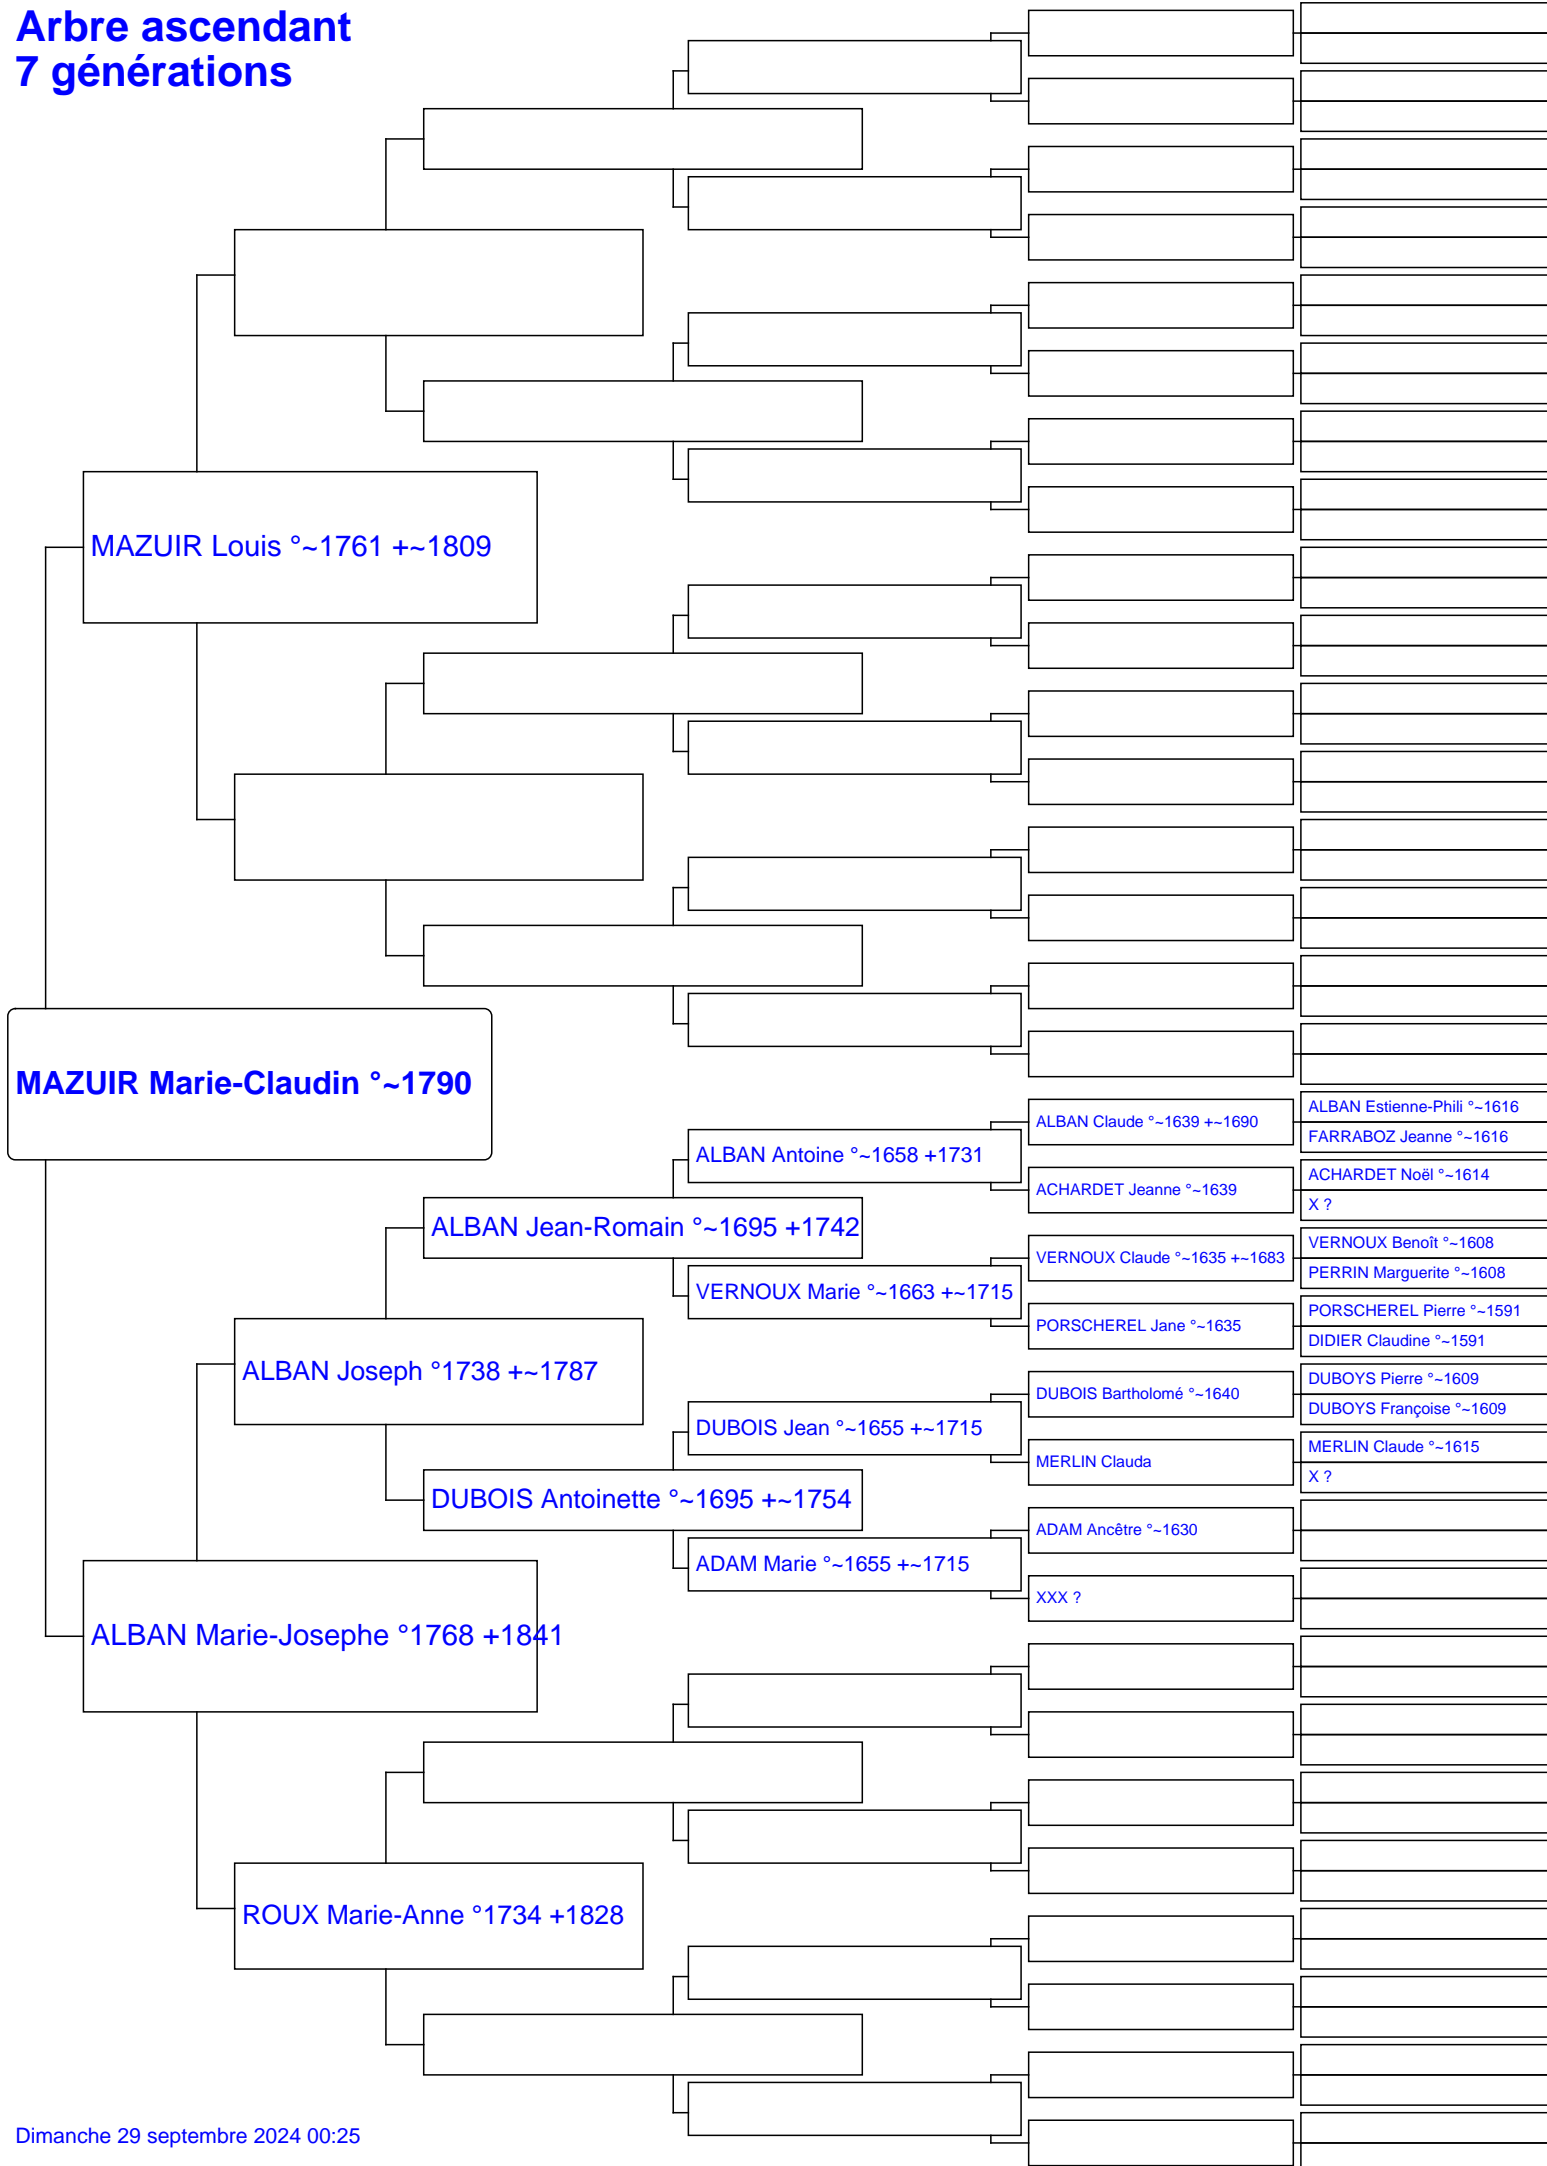 Arbre ascendant
7 générations
MAZUIR Louis °~1761 +~1809
MAZUIR Marie-Claudin °~1790
ALBAN Estienne-Phili °~1616
ALBAN Claude °~1639 +~1690
FARRABOZ Jeanne °~1616
ALBAN Antoine °~1658 +1731
ACHARDET Noël °~1614
ACHARDET Jeanne °~1639
X ?
ALBAN Jean-Romain °~1695 +1742
VERNOUX Benoît °~1608
VERNOUX Claude °~1635 +~1683
PERRIN Marguerite °~1608
VERNOUX Marie °~1663 +~1715
PORSCHEREL Pierre °~1591
PORSCHEREL Jane °~1635
DIDIER Claudine °~1591
ALBAN Joseph °1738 +~1787
DUBOYS Pierre °~1609
DUBOIS Bartholomé °~1640
DUBOYS Françoise °~1609
DUBOIS Jean °~1655 +~1715
MERLIN Claude °~1615
MERLIN Clauda
X ?
DUBOIS Antoinette °~1695 +~1754
ADAM Ancêtre °~1630
ADAM Marie °~1655 +~1715
XXX ?
ALBAN Marie-Josephe °1768 +1841
ROUX Marie-Anne °1734 +1828
Dimanche 29 septembre 2024 00:25